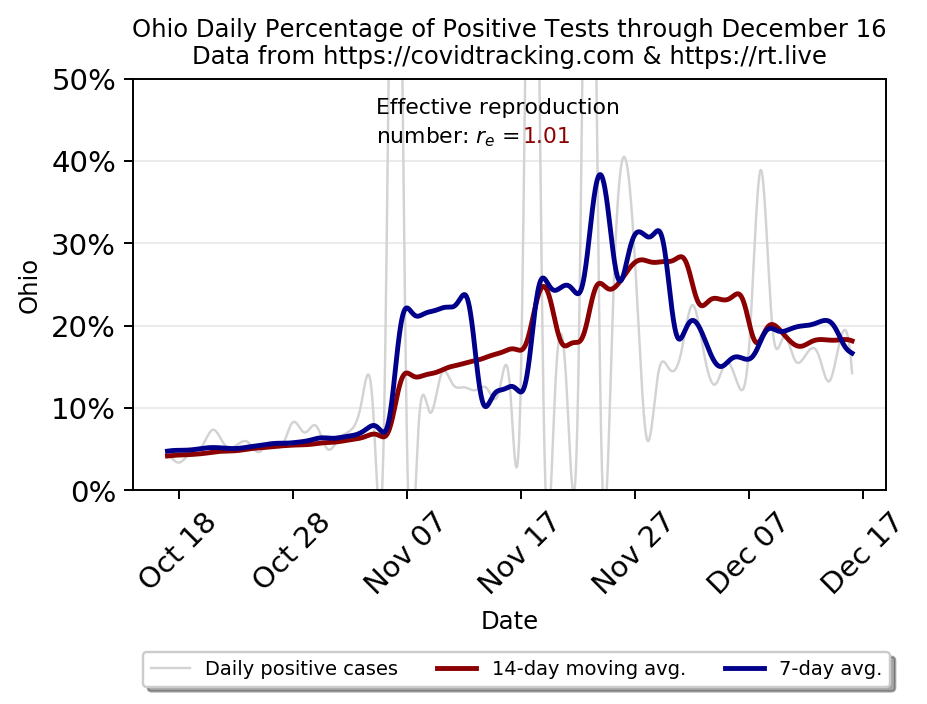 Ohio Daily Percentage of Positive Tests through December 16
Data from https://covidtracking.com & https://rt.live
50%
Effective reproduction
number: rₑ =1.01
40%
30%
20%
10%
0%
Ohio
Oct 18
Oct 28
Nov 07
Nov 17
Nov 27
Dec 07
Dec 17
Date
Daily positive cases
14-day moving avg.
7-day avg.